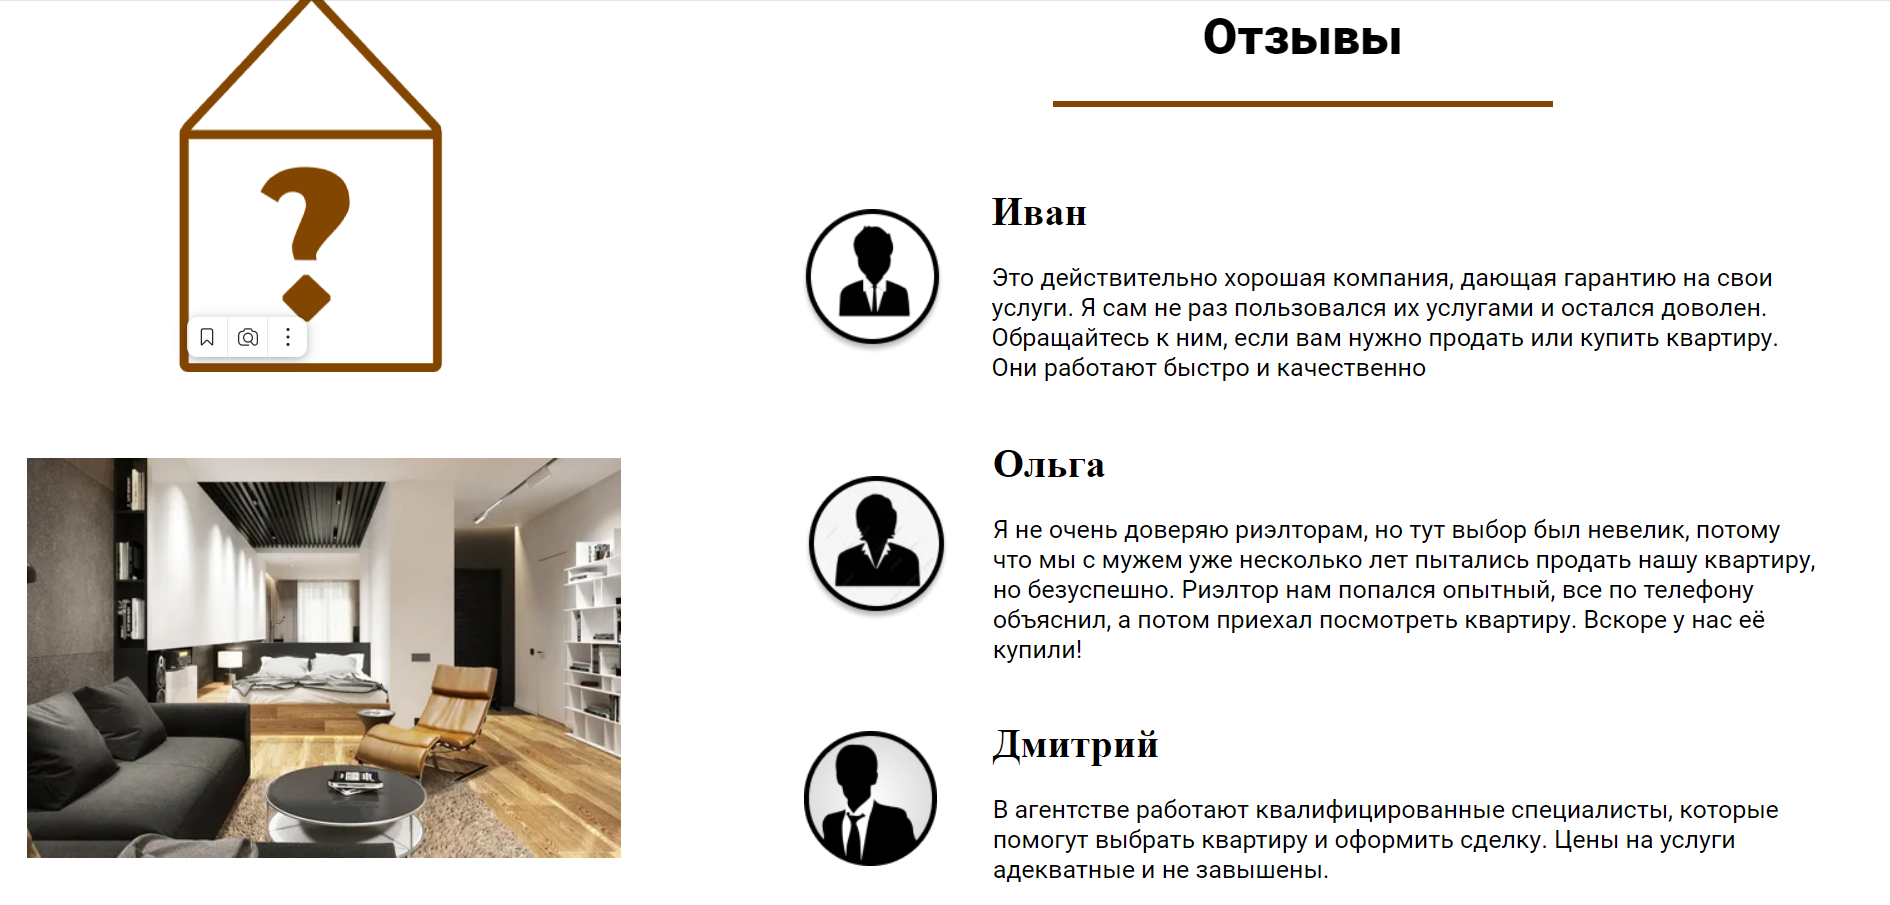 ?
Отзывы
Иван
Это действительно хорошая компания, дающая гарантию на свои
услуги. Я сам не раз пользовался их услугами и остался доволен.
Обращайтесь к ним, если вам нужно продать или купить квартиру.
Они работают быстро и качественно
Ольга
Я не очень доверяю риэлторам, но тут выбор был невелик, потому
что мы с мужем уже несколько лет пытались продать нашу квартиру,
но безуспешно. Риэлтор нам попался опытный, все по телефону
объяснил, а потом приехал посмотреть квартиру. Вскоре у нас её
купили!
Дмитрий
В агентстве работают квалифицированные специалисты, которые
помогут выбрать квартиру и оформить сделку. Цены на услуги
адекватные и не завышены.